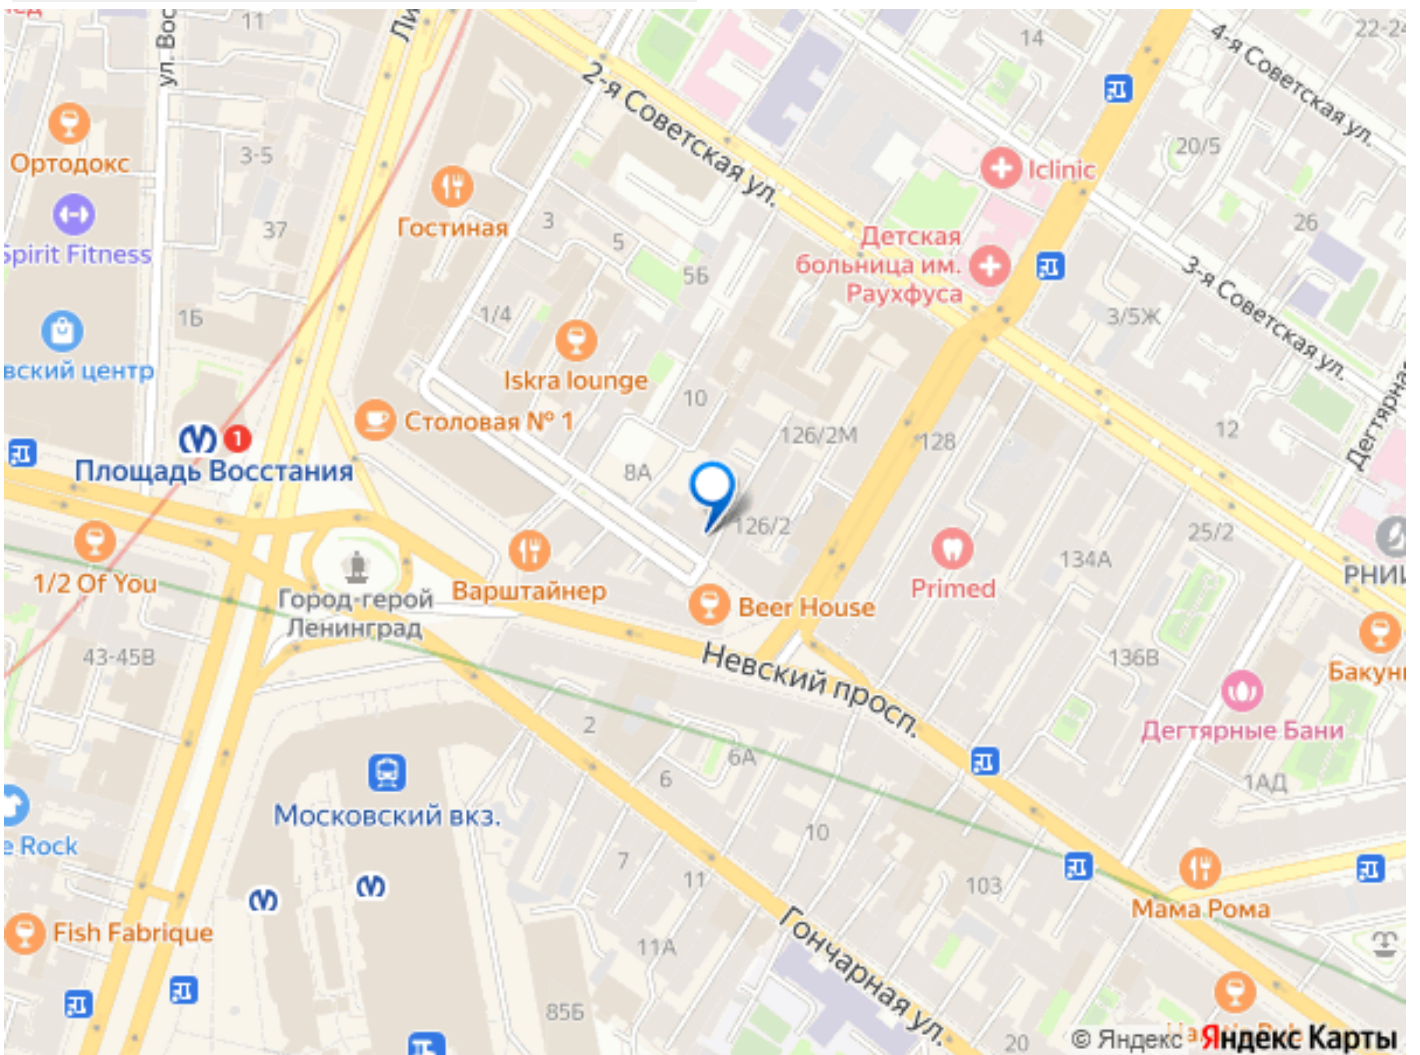 11
ул. Вос
Ли
14
22-24
4-я Советская ул.
2-я Советская ул.
Ортодокс
3-5
20/5
Iclinic
Spirit Fitness
37
Гостиная
3
5
5Б
Детская
больница им.
Раухфуса
26
3-я Советская ул.
1Б
1/4
3/5Ж
вский центр
Iskra lounge
10
Дегтярная
Столовая № 1
126/2М
128
12
1
Площадь Восстания
8А
126/2
25/2
134А
РНИИ
1/2 Of You
Город-герой
Ленинград
Варштайнер
Beer House
Primed
43-45В
Невский просп.
136В
Бакуни
Дегтярные Бани
2
6А
6
1АД
Московский вкз.
e Rock
10
7
11
103
Мама Рома
Fish Fabrique
11А
Гончарная ул.
85Б
20
© Яндекс Яндекс Карты